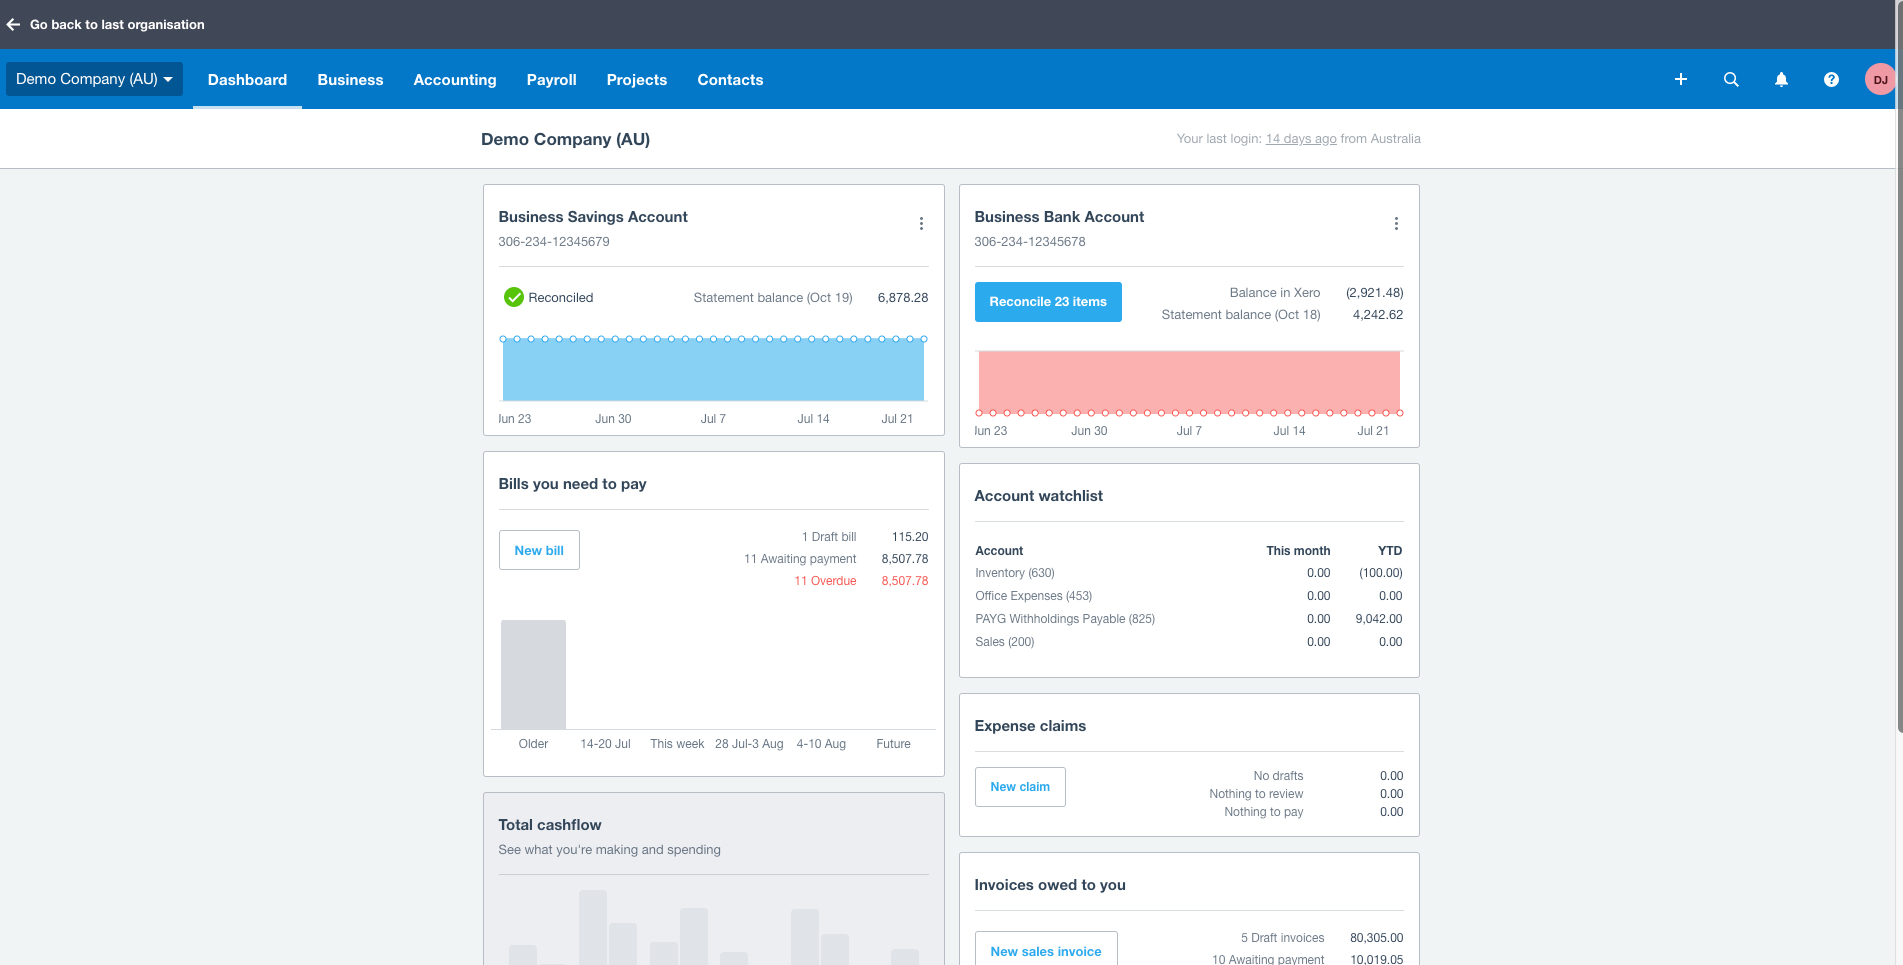 Go back to last organisation
Demo Company (AU)
Dashboard
Business
Accounting
Payroll
Projects
Contacts
DJ
Demo Company (AU)
Your last login: 14 days ago from Australia
Business Savings Account
306-234-12345679
Reconciled
Statement balance (Oct 19) 6,878.28
Jun 23 Jun 30 Jul 7 Jul 14 Jul 21
Business Bank Account
306-234-12345678
Reconcile 23 items
Balance in Xero (2,921.48)
Statement balance (Oct 18) 4,242.62
Jun 23 Jun 30 Jul 7 Jul 14 Jul 21
Bills you need to pay
New bill
1 Draft bill 115.20
11 Awaiting payment 8,507.78
11 Overdue 8,507.78
Older 14-20 Jul This week 28 Jul-3 Aug 4-10 Aug Future
Account watchlist
Account This month YTD
Inventory (630) 0.00 (100.00)
Office Expenses (453) 0.00 0.00
PAYG Withholdings Payable (825) 0.00 9,042.00
Sales (200) 0.00 0.00
Expense claims
New claim
No drafts 0.00
Nothing to review 0.00
Nothing to pay 0.00
Total cashflow
See what you're making and spending
Invoices owed to you
New sales invoice
5 Draft invoices 80,305.00
10 Awaiting payment 10,019.05